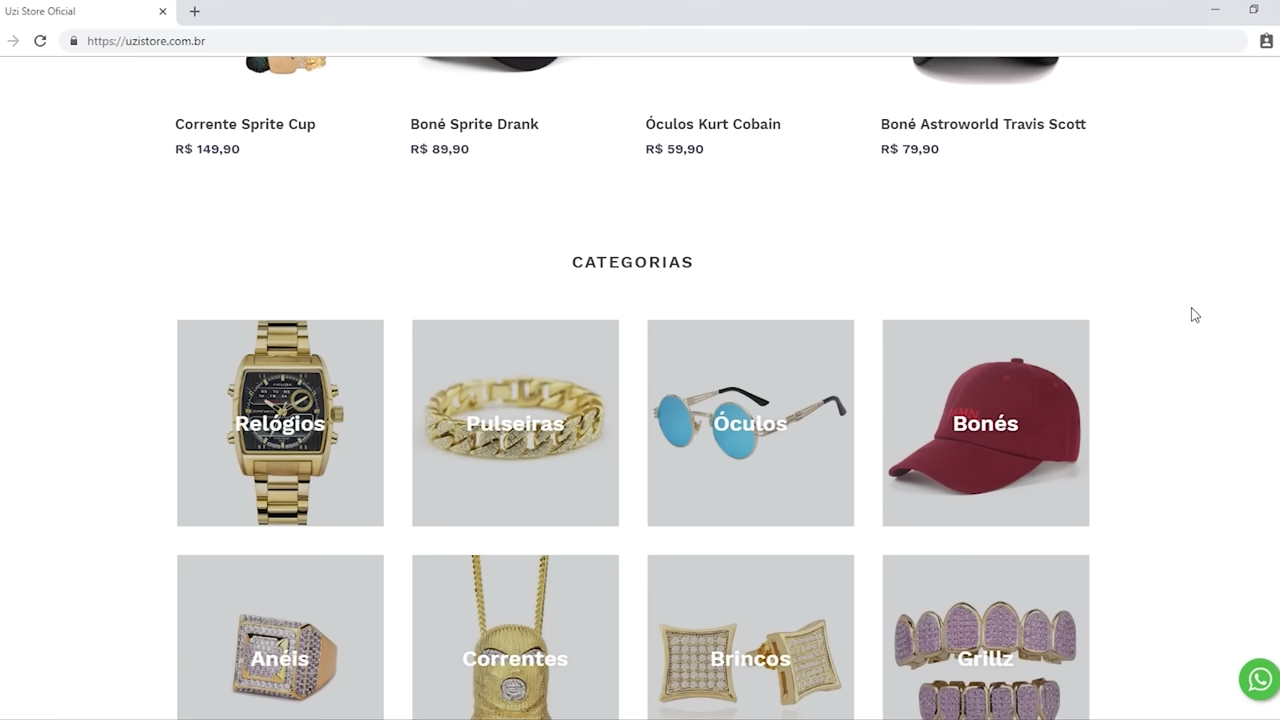 Uzi Store Oficial
https://uzistore.com.br
Corrente Sprite Cup
Boné Sprite Drank
Óculos Kurt Cobain
Boné Astroworld Travis Scott
R$ 149,90
R$ 89,90
R$ 59,90
R$ 79,90
CATEGORIAS
Relógios
Pulseiras
Óculos
Bonés
Anéis
Correntes
Brincos
Grillz